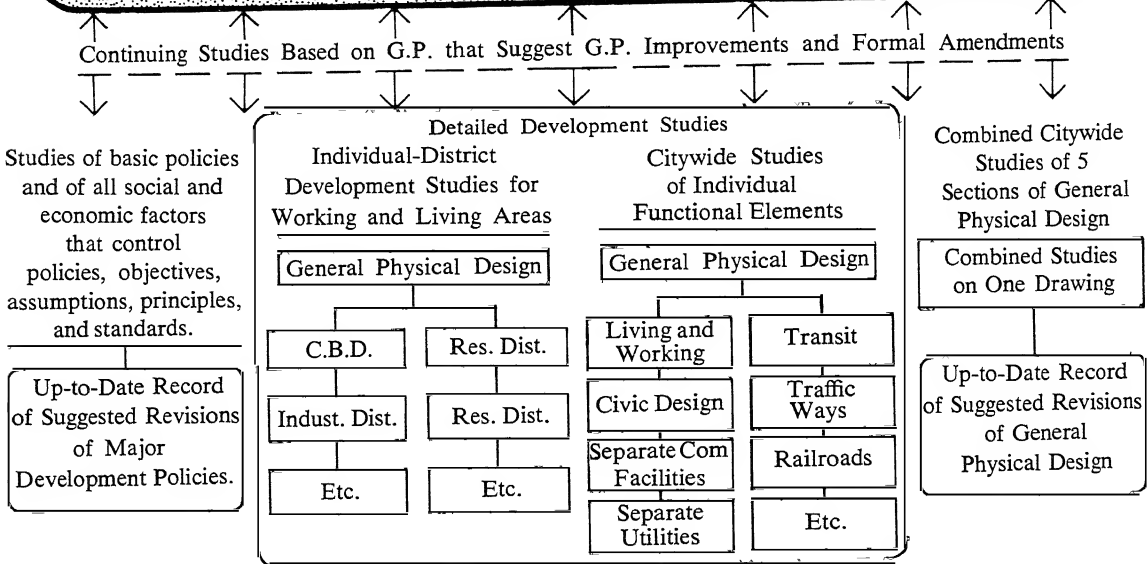 Continuing Studies Based on G.P. that Suggest G.P. Improvements and Formal Amendments
Studies of basic policies
and of all social and
economic factors
that control
policies, objectives,
assumptions, principles,
and standards.
Up-to-Date Record
of Suggested Revisions
of Major
Development Policies.
Detailed Development Studies
Individual-District
Development Studies for
Working and Living Areas
General Physical Design
C.B.D.
Indust. Dist.
Etc.
Res. Dist.
Res. Dist.
Etc.
Citywide Studies
of Individual
Functional Elements
General Physical Design
Living and
Working
Civic Design
Separate Com
Facilities
Separate
Utilities
Transit
Traffic
Ways
Railroads
Etc.
Combined Citywide
Studies of 5
Sections of General
Physical Design
Combined Studies
on One Drawing
Up-to-Date Record
of Suggested Revisions
of General
Physical Design